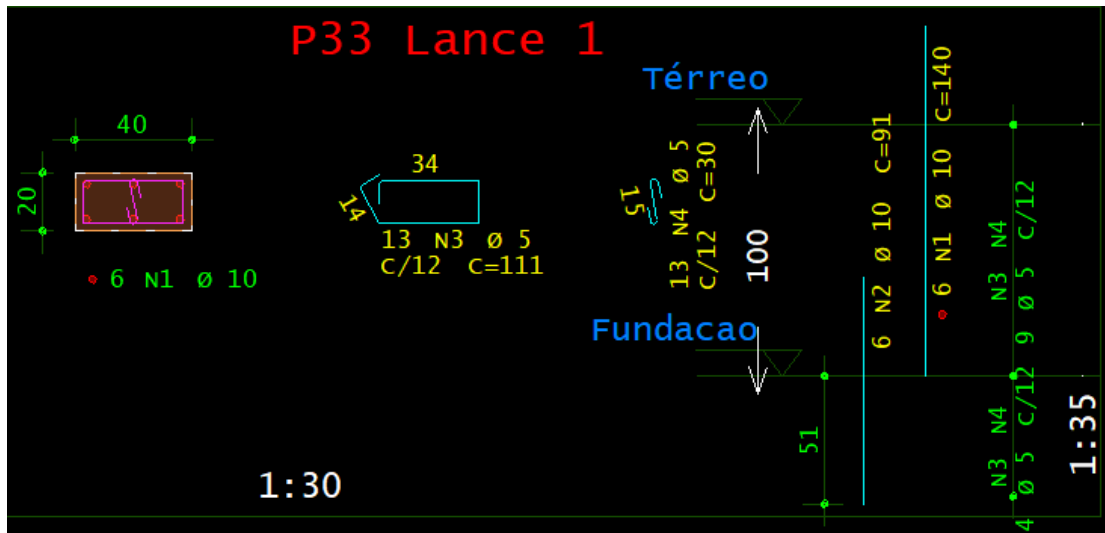 P33 Lance 1
40
20
6 N1 Ø 10
34
14
13 N3 Ø 5
C/12 C=111
1:30
Térreo
15
13 N4 Ø 5
C/12 C=30
100
Fundacao
51
6 N2 Ø 10 C=91
6 N1 Ø 10 C=140
N3 N4
9 Ø 5 C/12
N3 N4
4 Ø 5 C/12
1:35